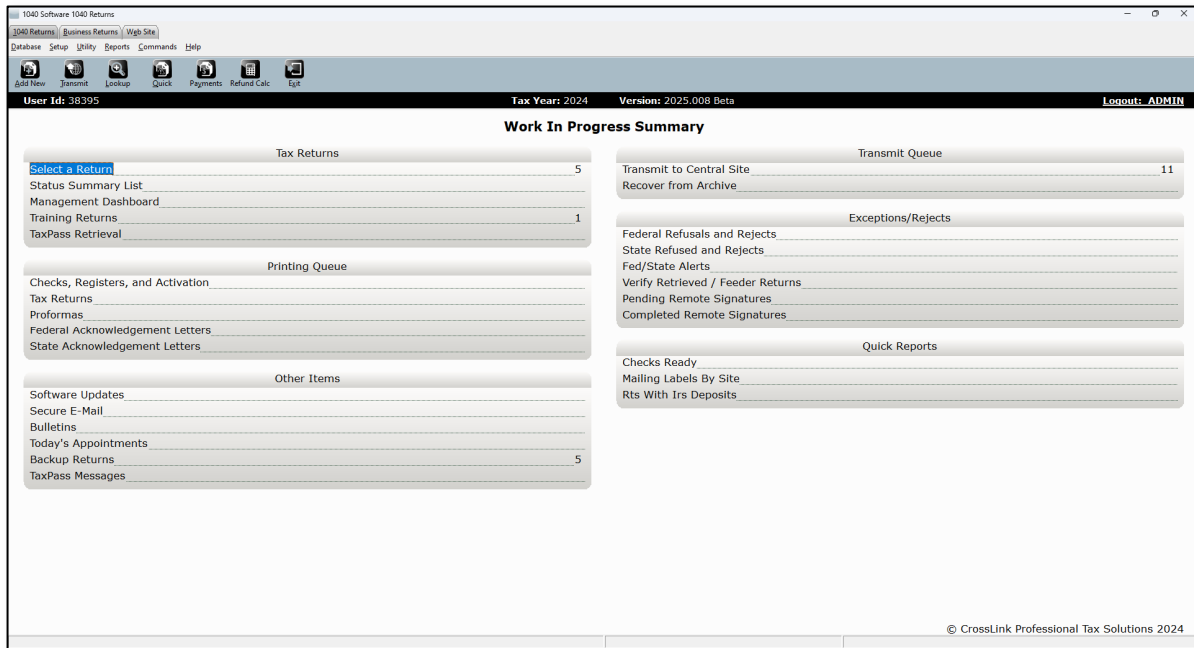 1040 Software 1040 Returns
1040 Returns Business Returns Web Site
Database Setup Utility Reports Commands Help
Add New Transmit Lookup Quick Payments Refund Calc Exit
User Id: 38395 Tax Year: 2024 Version: 2025.008 Beta Logout: ADMIN
Work In Progress Summary
Tax Returns
Select a Return 5
Status Summary List
Management Dashboard
Training Returns 1
TaxPass Retrieval
Printing Queue
Checks, Registers, and Activation
Tax Returns
Proformas
Federal Acknowledgement Letters
State Acknowledgement Letters
Other Items
Software Updates
Secure E-Mail
Bulletins
Today's Appointments
Backup Returns 5
TaxPass Messages
Transmit Queue
Transmit to Central Site 11
Recover from Archive
Exceptions/Rejects
Federal Refusals and Rejects
State Refused and Rejects
Fed/State Alerts
Verify Retrieved / Feeder Returns
Pending Remote Signatures
Completed Remote Signatures
Quick Reports
Checks Ready
Mailing Labels By Site
Rts With Irs Deposits
© CrossLink Professional Tax Solutions 2024